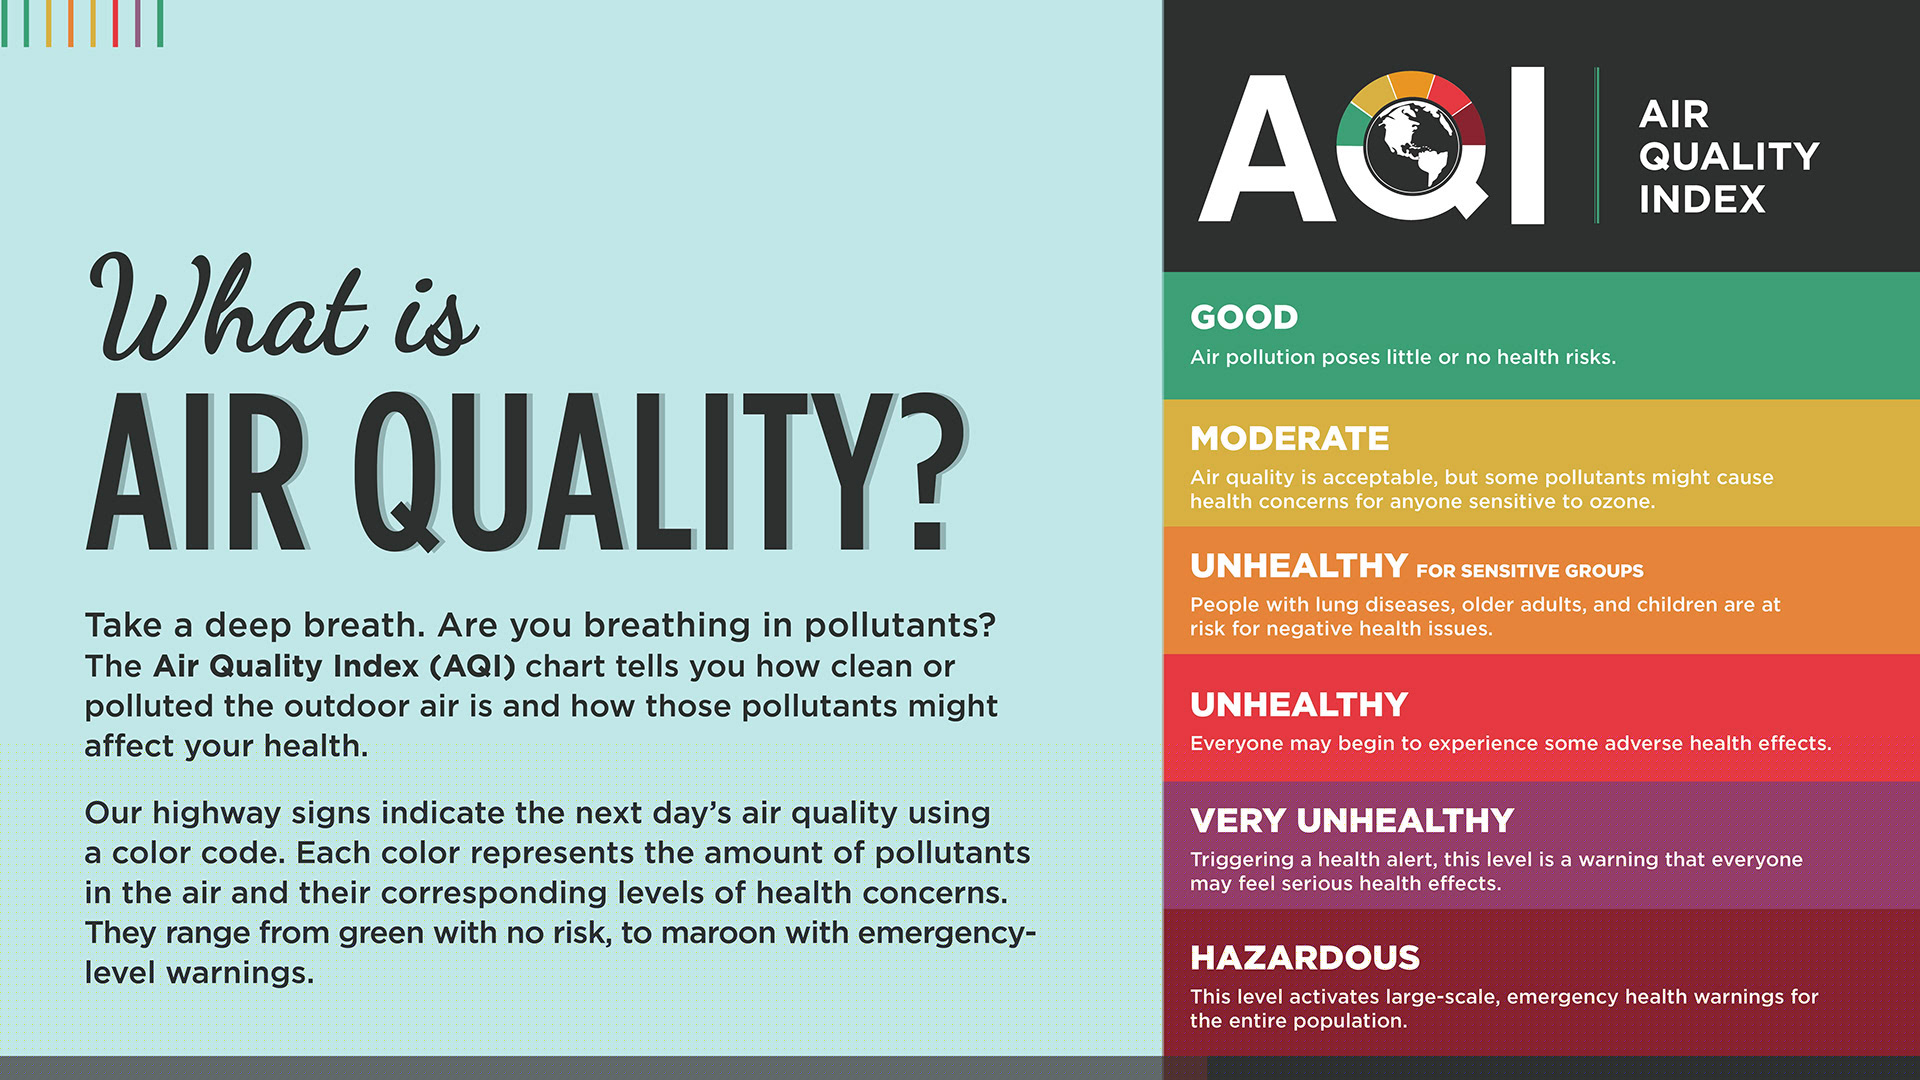 What is
AIR QUALITY?
Take a deep breath. Are you breathing in pollutants?
The Air Quality Index (AQI) chart tells you how clean or
polluted the outdoor air is and how those pollutants might
affect your health.
Our highway signs indicate the next day’s air quality using
a color code. Each color represents the amount of pollutants
in the air and their corresponding levels of health concerns.
They range from green with no risk, to maroon with emergency-
level warnings.
AQI
AIR
QUALITY
INDEX
GOOD
Air pollution poses little or no health risks.
MODERATE
Air quality is acceptable, but some pollutants might cause
health concerns for anyone sensitive to ozone.
UNHEALTHY FOR SENSITIVE GROUPS
People with lung diseases, older adults, and children are at
risk for negative health issues.
UNHEALTHY
Everyone may begin to experience some adverse health effects.
VERY UNHEALTHY
Triggering a health alert, this level is a warning that everyone
may feel serious health effects.
HAZARDOUS
This level activates large-scale, emergency health warnings for
the entire population.